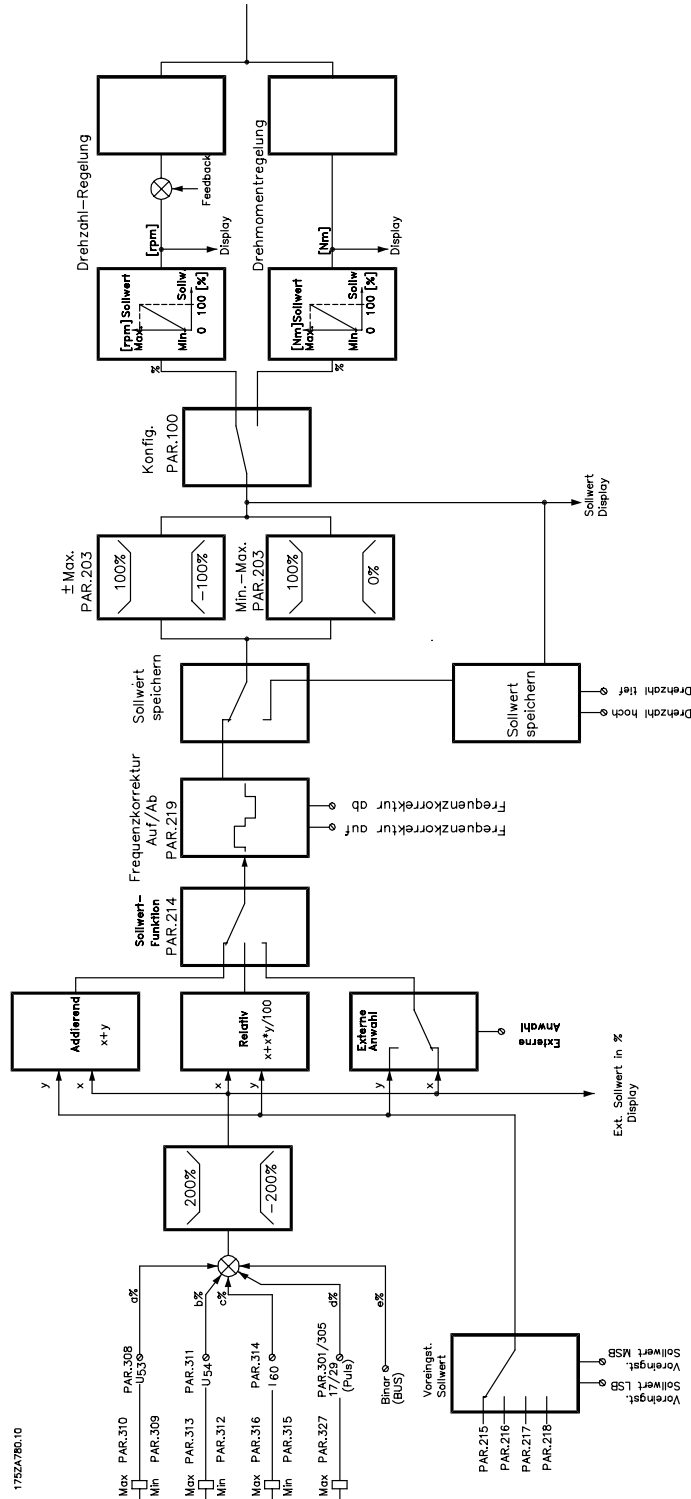 175ZA780.10
Max PAR.310 PAR.308
Min PAR.309 U53
a%
Max PAR.313 PAR.311
Min PAR.312 U54
b%
c%
Max PAR.316 PAR.314
Min PAR.315 I 60
PAR.301/305
Max PAR.327 17/29
(Puls)
d%
Binar
(BUS)
e%
Voreingst.
Sollwert
PAR.215
PAR.216
PAR.217
PAR.218
Voreingst.
Sollwert LSB
Voreingst.
Sollwert MSB
200%
-200%
y
x
Addierend
x+y
x
y
Relativ
x+x*y/100
y
x
Externe
Anwahl
Externe
Anwahl
Ext. Sollwert in %
Display
Sollwert-
Funktion
PAR.214
Frequenzkorrektur
Auf/Ab
PAR.219
Frequenzkorrektur auf
Frequenzkorrektur ab
Sollwert
speichern
Sollwert
speichern
Drehzahl hoch
Drehzahl tief
±Max.
PAR.203
100%
-100%
Min.-Max.
PAR.203
100%
0%
Sollwert
Display
Konfig.
PAR.100
%
%
[rpm]Sollwert
Max.
Min.
Sollw.
0 100 [%]
[Nm]Sollwert
Max.
Min.
Sollw
0 100 [%]
Drehzahl-Regelung
[rpm]
Display
Feedback
Drehmomentregelung
[Nm]
Display